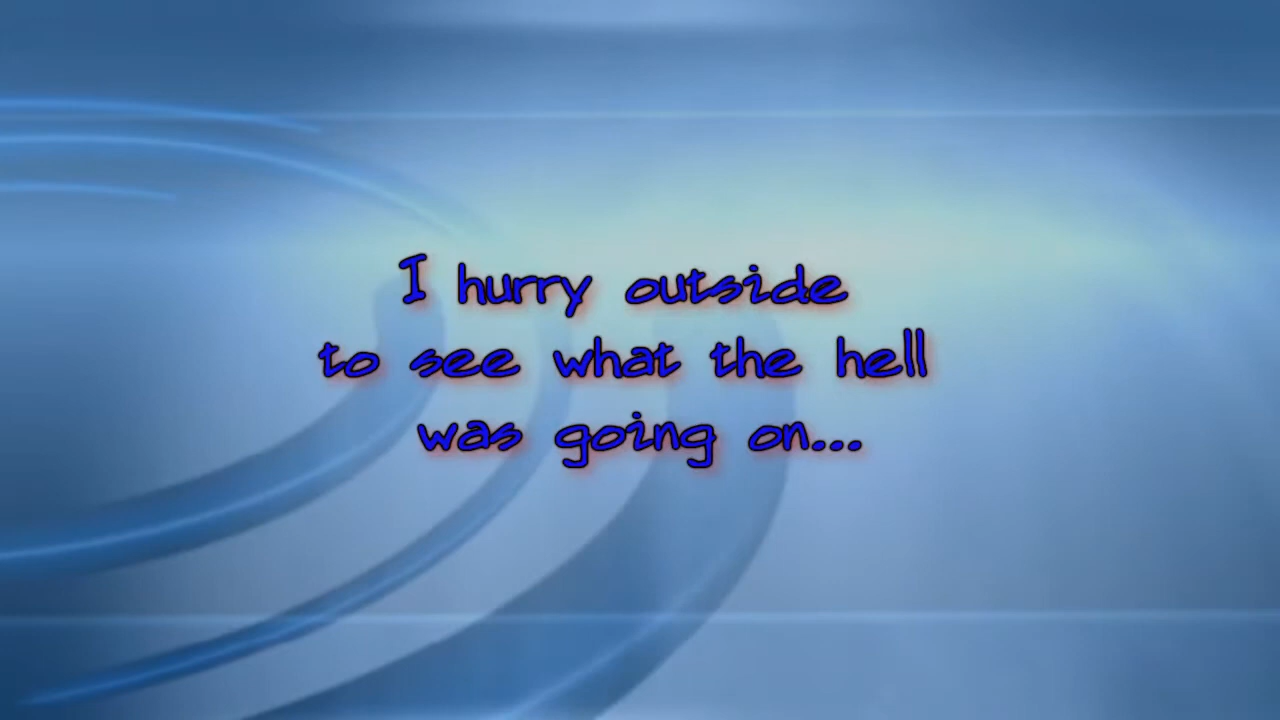 I hurry outside
to see what the hell
was going on...